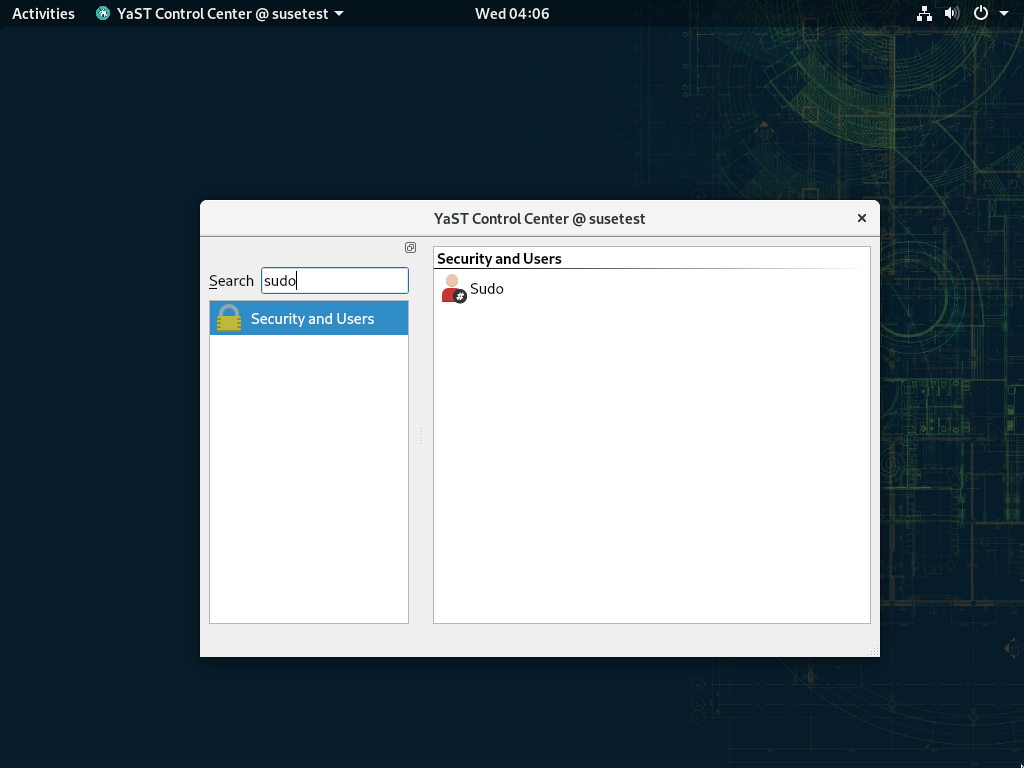 Activities YaST Control Center @ susetest Wed 04:06
YaST Control Center @ susetest
Search sudo
Security and Users
Security and Users
# Sudo